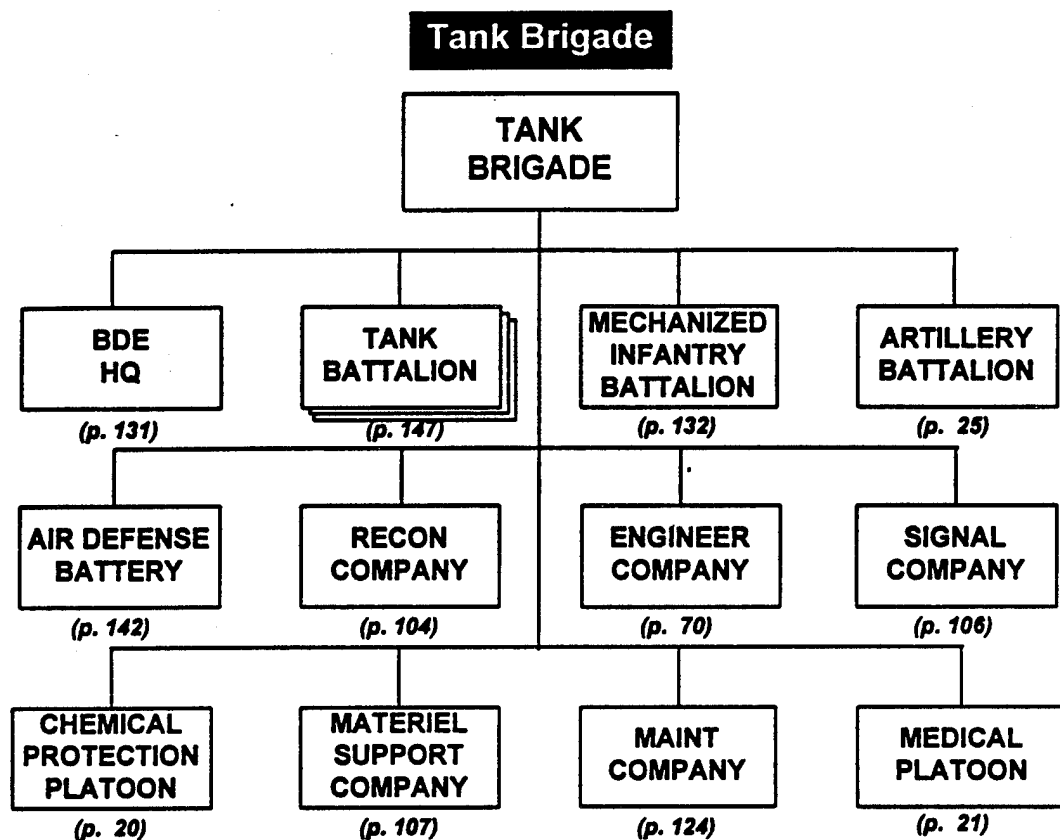 Tank Brigade
TANK
BRIGADE
BDE
HQ
(p. 131)
TANK
BATTALION
(p. 147)
MECHANIZED
INFANTRY
BATTALION
(p. 132)
ARTILLERY
BATTALION
(p. 25)
AIR DEFENSE
BATTERY
(p. 142)
RECON
COMPANY
(p. 104)
ENGINEER
COMPANY
(p. 70)
SIGNAL
COMPANY
(p. 106)
CHEMICAL
PROTECTION
PLATOON
(p. 20)
MATERIEL
SUPPORT
COMPANY
(p. 107)
MAINT
COMPANY
(p. 124)
MEDICAL
PLATOON
(p. 21)